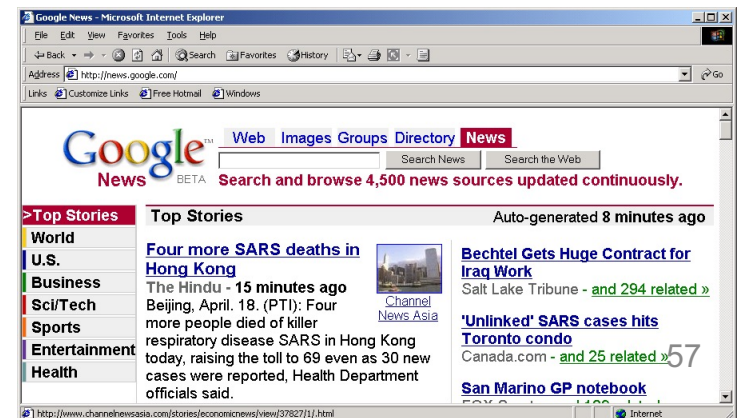 Google News - Microsoft Internet Explorer
File Edit View Favorites Tools Help
Back Search Favorites History
Address http://news.google.com/ Go
Links Customize Links Free Hotmail Windows
Google™ News BETA
Web Images Groups Directory News
Search News Search the Web
Search and browse 4,500 news sources updated continuously.
>Top Stories
World
U.S.
Business
Sci/Tech
Sports
Entertainment
Health
Top Stories Auto-generated 8 minutes ago
Four more SARS deaths in
Hong Kong
The Hindu - 15 minutes ago
Beijing, April. 18. (PTI): Four
more people died of killer
respiratory disease SARS in Hong Kong
today, raising the toll to 69 even as 30 new
cases were reported, Health Department
officials said.
Channel
News Asia
Bechtel Gets Huge Contract for
Iraq Work
Salt Lake Tribune - and 294 related »
'Unlinked' SARS cases hits
Toronto condo
Canada.com - and 25 related »
57
San Marino GP notebook
http://www.channelnewsasia.com/stories/economicnews/view/37827/1/.html Internet